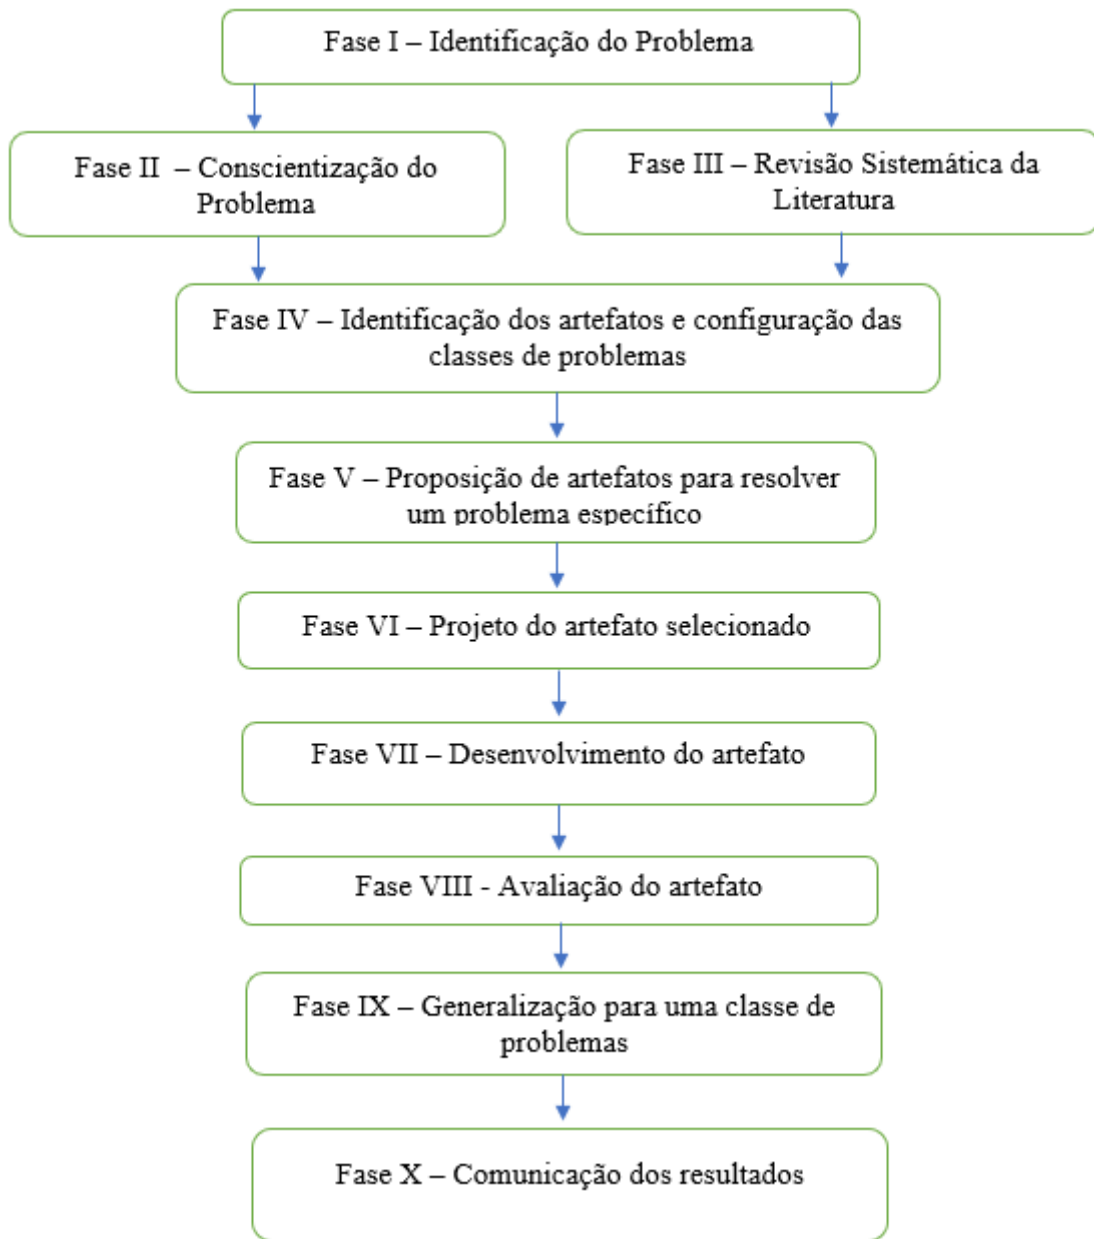 Fase I – Identificação do Problema
Fase II – Conscientização do
Problema
Fase III – Revisão Sistemática da
Literatura
Fase IV – Identificação dos artefatos e configuração das
classes de problemas
Fase V – Proposição de artefatos para resolver
um problema específico
Fase VI – Projeto do artefato selecionado
Fase VII – Desenvolvimento do artefato
Fase VIII - Avaliação do artefato
Fase IX – Generalização para uma classe de
problemas
Fase X – Comunicação dos resultados